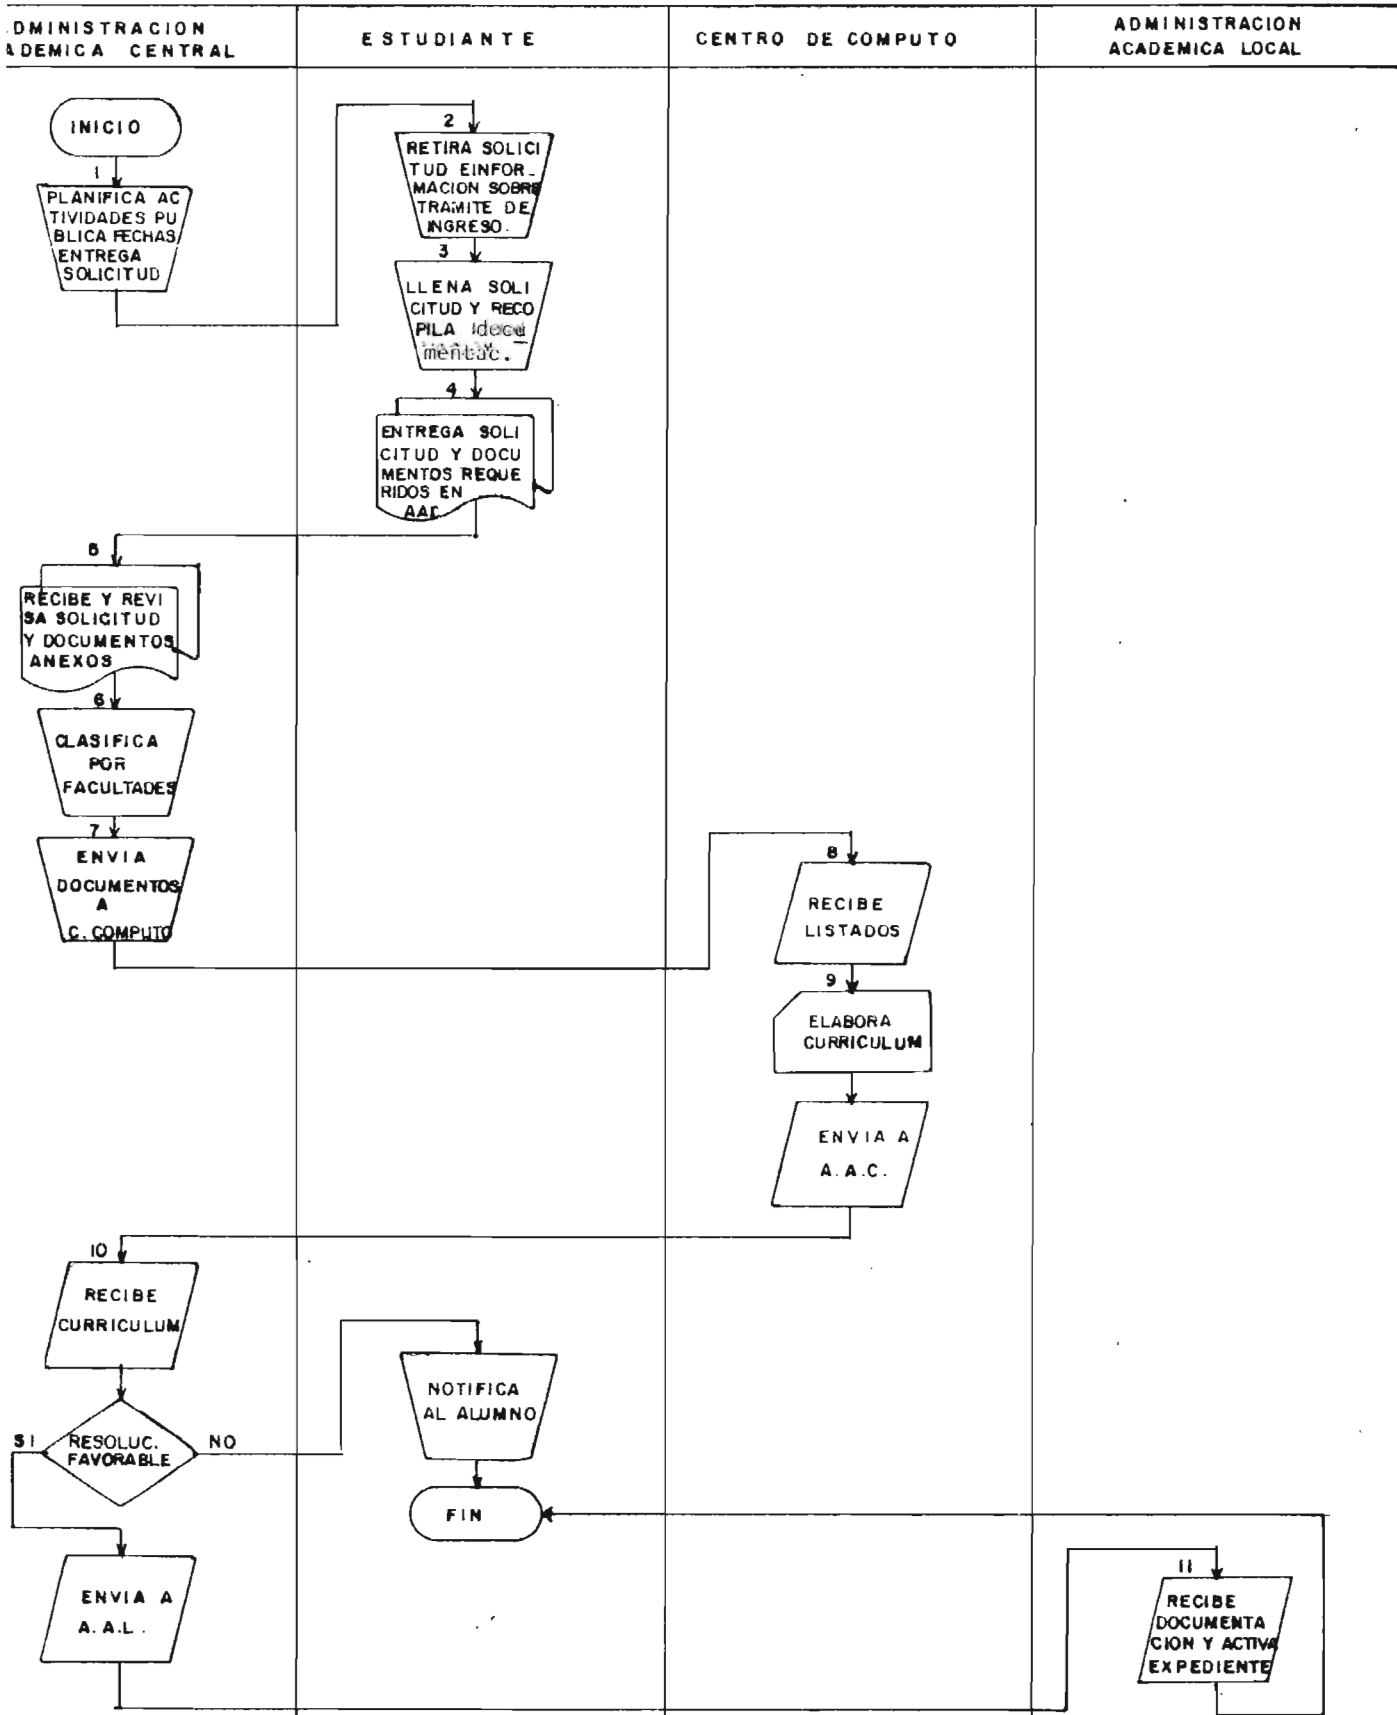 DMINISTRACION
ADEMICA CENTRAL
ESTUDIANTE
CENTRO DE COMPUTO
ADMINISTRACION
ACADEMICA LOCAL
INICIO
1
PLANIFICA AC
TIVIDADES PU
BLICA FECHAS
ENTREGA
SOLICITUD
2
RETIRA SOLICI
TUD EINFOR_
MACION SOBRE
TRAMITE DE
INGRESO.
3
LLENA SOLI
CITUD Y RECO
PILA docu
mentac.
4
ENTREGA SOLI
CITUD Y DOCU
MENTOS REQUE
RIDOS EN
AAC
5
RECIBE Y REVI
SA SOLICITUD
Y DOCUMENTOS
ANEXOS
6
CLASIFICA
POR
FACULTADES
7
ENVIA
DOCUMENTOS
A
C. COMPUTO
8
RECIBE
LISTADOS
9
ELABORA
CURRICULUM
ENVIA A
A.A.C.
10
RECIBE
CURRICULUM
SI
RESOLUC.
FAVORABLE
NO
NOTIFICA
AL ALUMNO
FIN
ENVIA A
A.A.L.
11
RECIBE
DOCUMENTA
CION Y ACTIVA
EXPEDIENTE